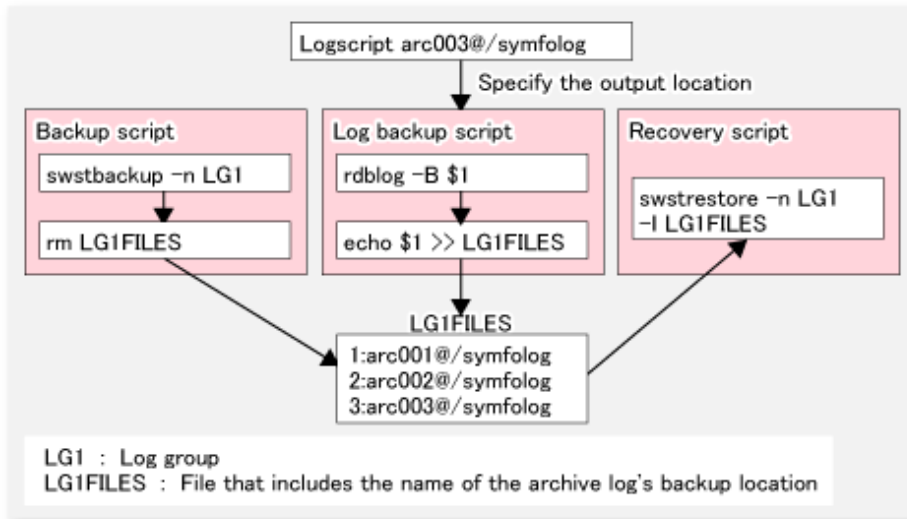 Logscript arc003@/symfolog
Specify the output location
Backup script
swstbackup -n LG1
rm LG1FILES
Log backup script
rdblog -B $1
echo $1 >> LG1FILES
Recovery script
swstrestore -n LG1
-l LG1FILES
LG1FILES
1:arc001@/symfolog
2:arc002@/symfolog
3:arc003@/symfolog
LG1 : Log group
LG1FILES : File that includes the name of the archive log's backup location